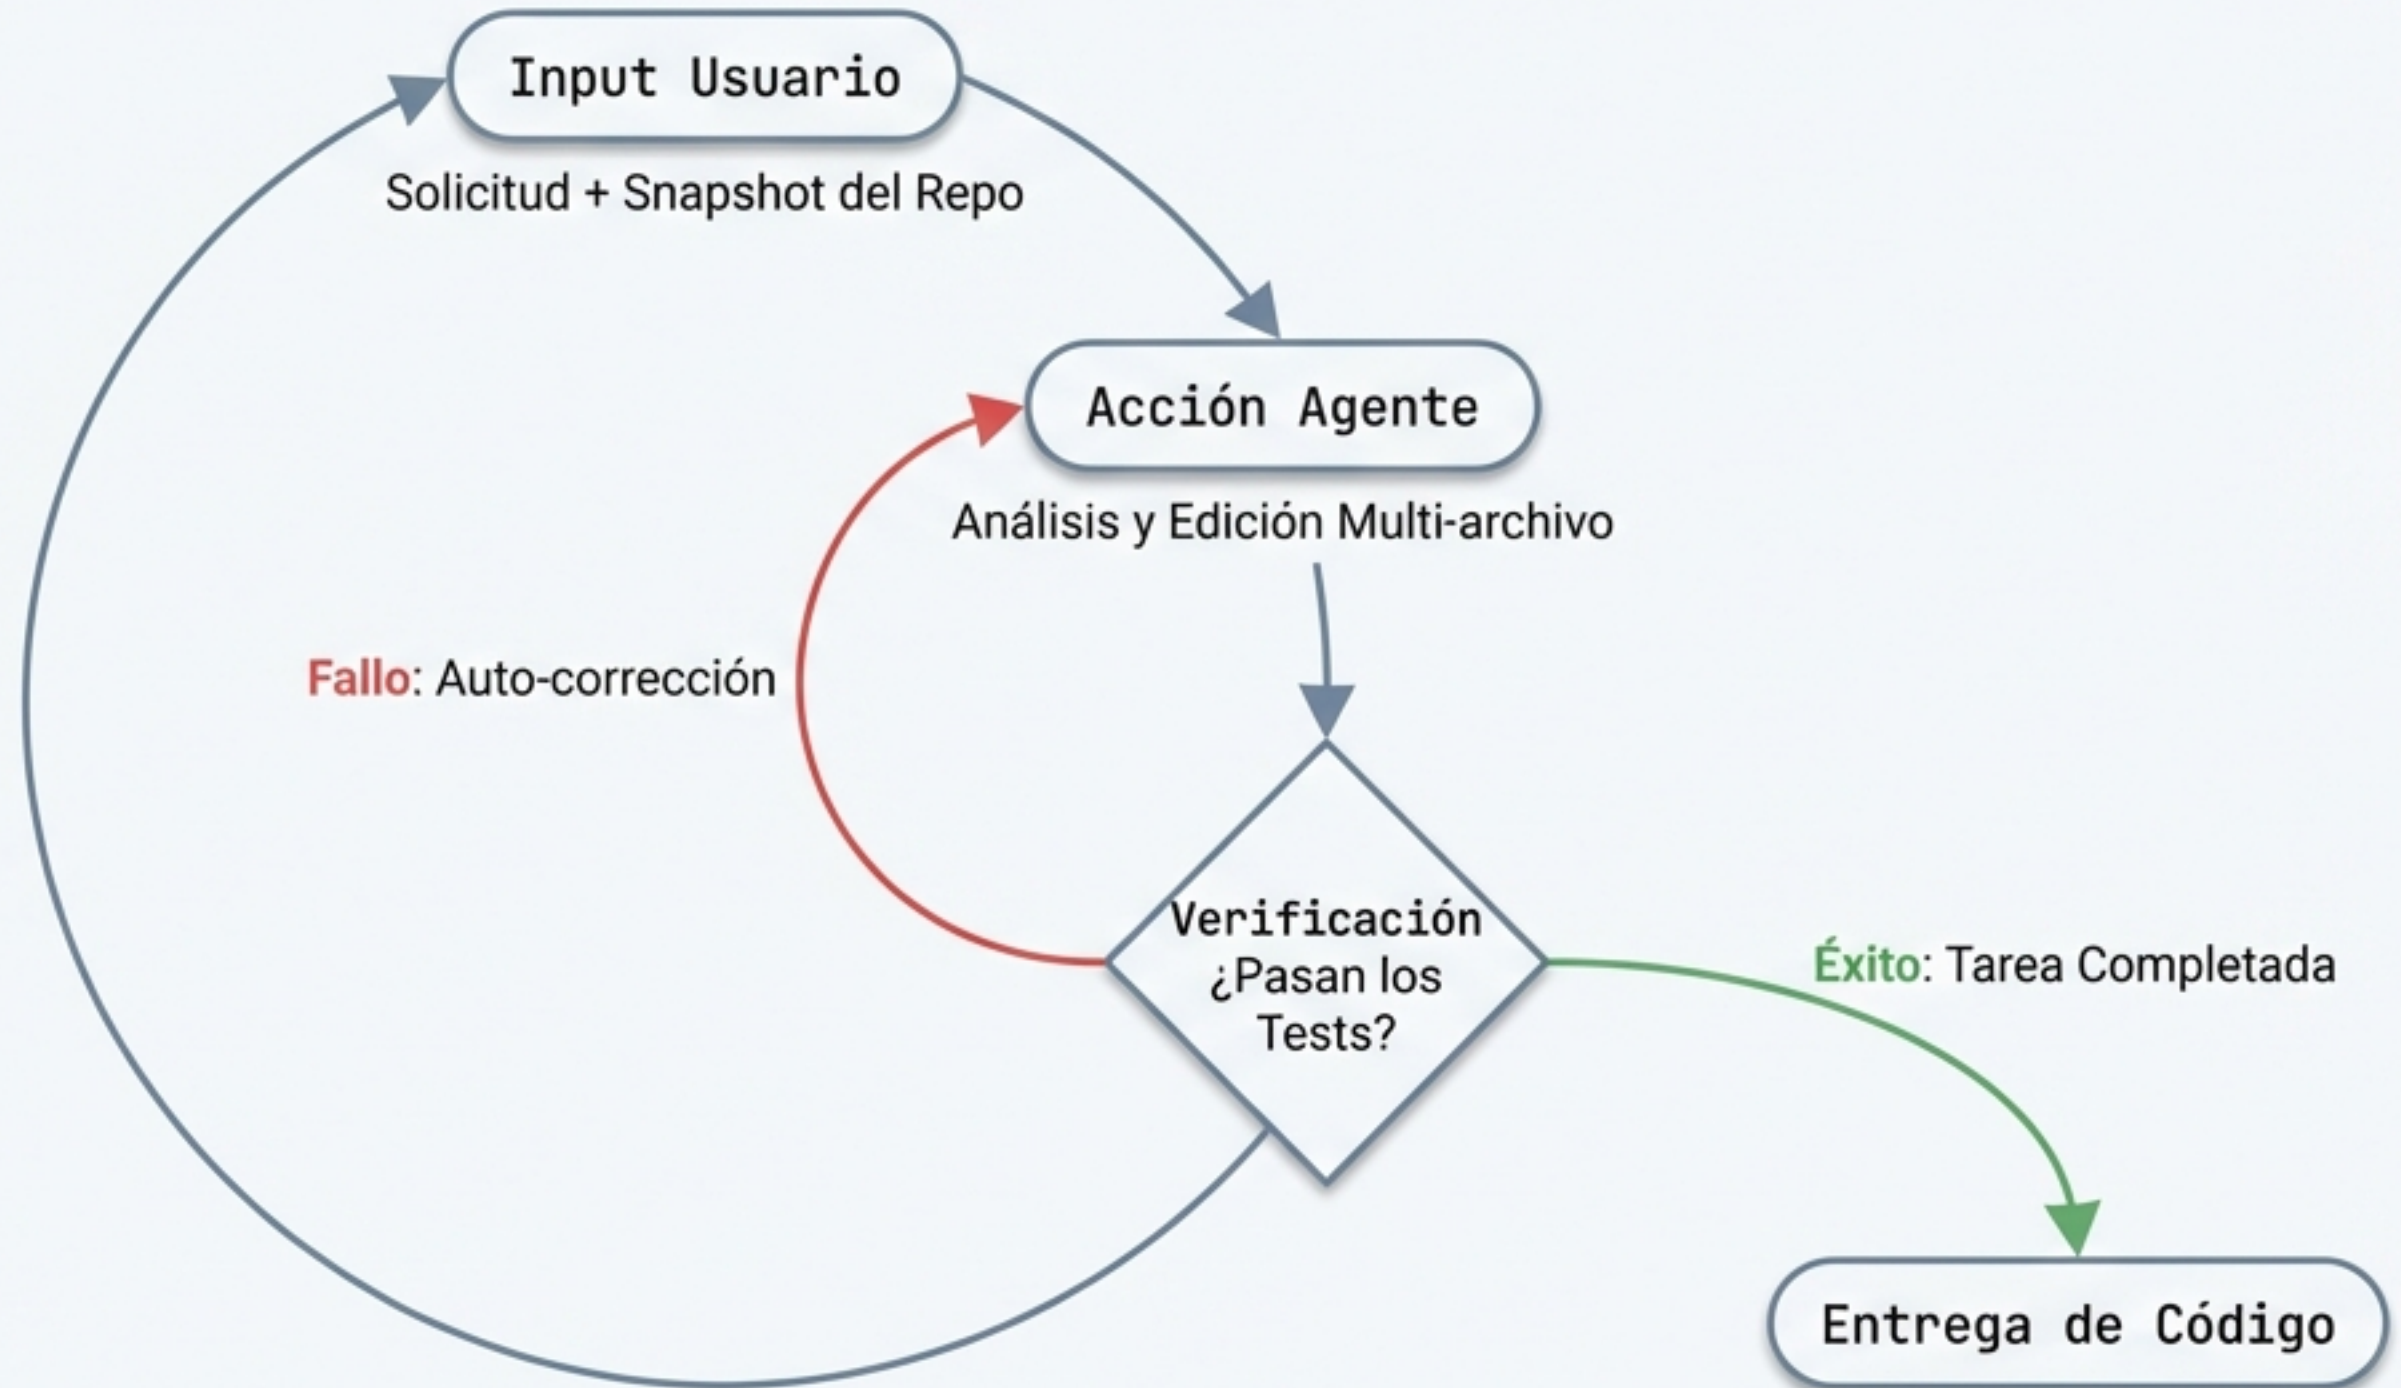 Input Usuario
Solicitud + Snapshot del Repo
Acción Agente
Análisis y Edición Multi-archivo
Fallo: Auto-corrección
Verificación
¿Pasan los
Tests?
Éxito: Tarea Completada
Entrega de Código